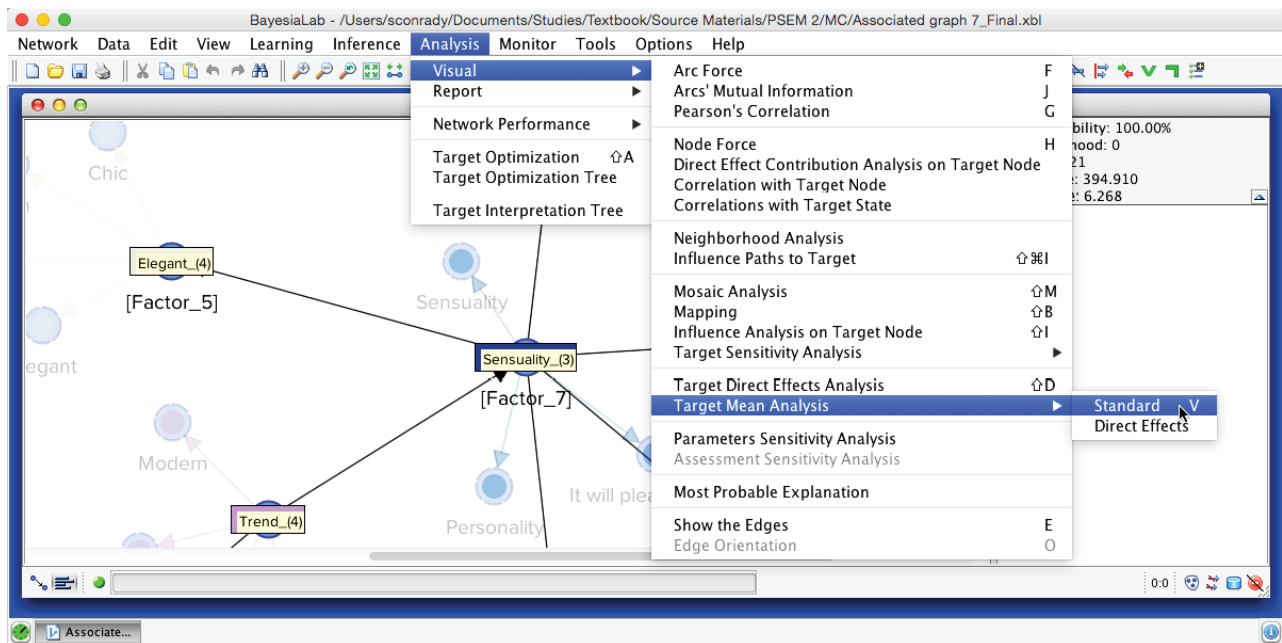 BayesiaLab - /Users/sconrady/Documents/Studies/Textbook/Source Materials/PSEM 2/MC/Associated graph 7_Final.xbl
Network Data Edit View Learning Inference Analysis Monitor Tools Options Help
Visual
Report
Network Performance
Target Optimization ⇧A
Target Optimization Tree
Target Interpretation Tree
Arc Force F
Arcs' Mutual Information J
Pearson's Correlation G
Node Force H
Direct Effect Contribution Analysis on Target Node
Correlation with Target Node
Correlations with Target State
Neighborhood Analysis
Influence Paths to Target ⇧⌘I
Mosaic Analysis ⇧M
Mapping ⇧B
Influence Analysis on Target Node ⇧I
Target Sensitivity Analysis
Target Direct Effects Analysis ⇧D
Target Mean Analysis
Parameters Sensitivity Analysis
Assessment Sensitivity Analysis
Most Probable Explanation
Show the Edges E
Edge Orientation O
Standard V
Direct Effects
bility: 100.00%
hood: 0
21
: 394.910
: 6.268
Chic
Elegant_(4)
[Factor_5]
Sensuality
egant
Sensuality_(3)
[Factor_7]
Modern
It will plea
Trend_(4)
Personality
0:0
Associate...